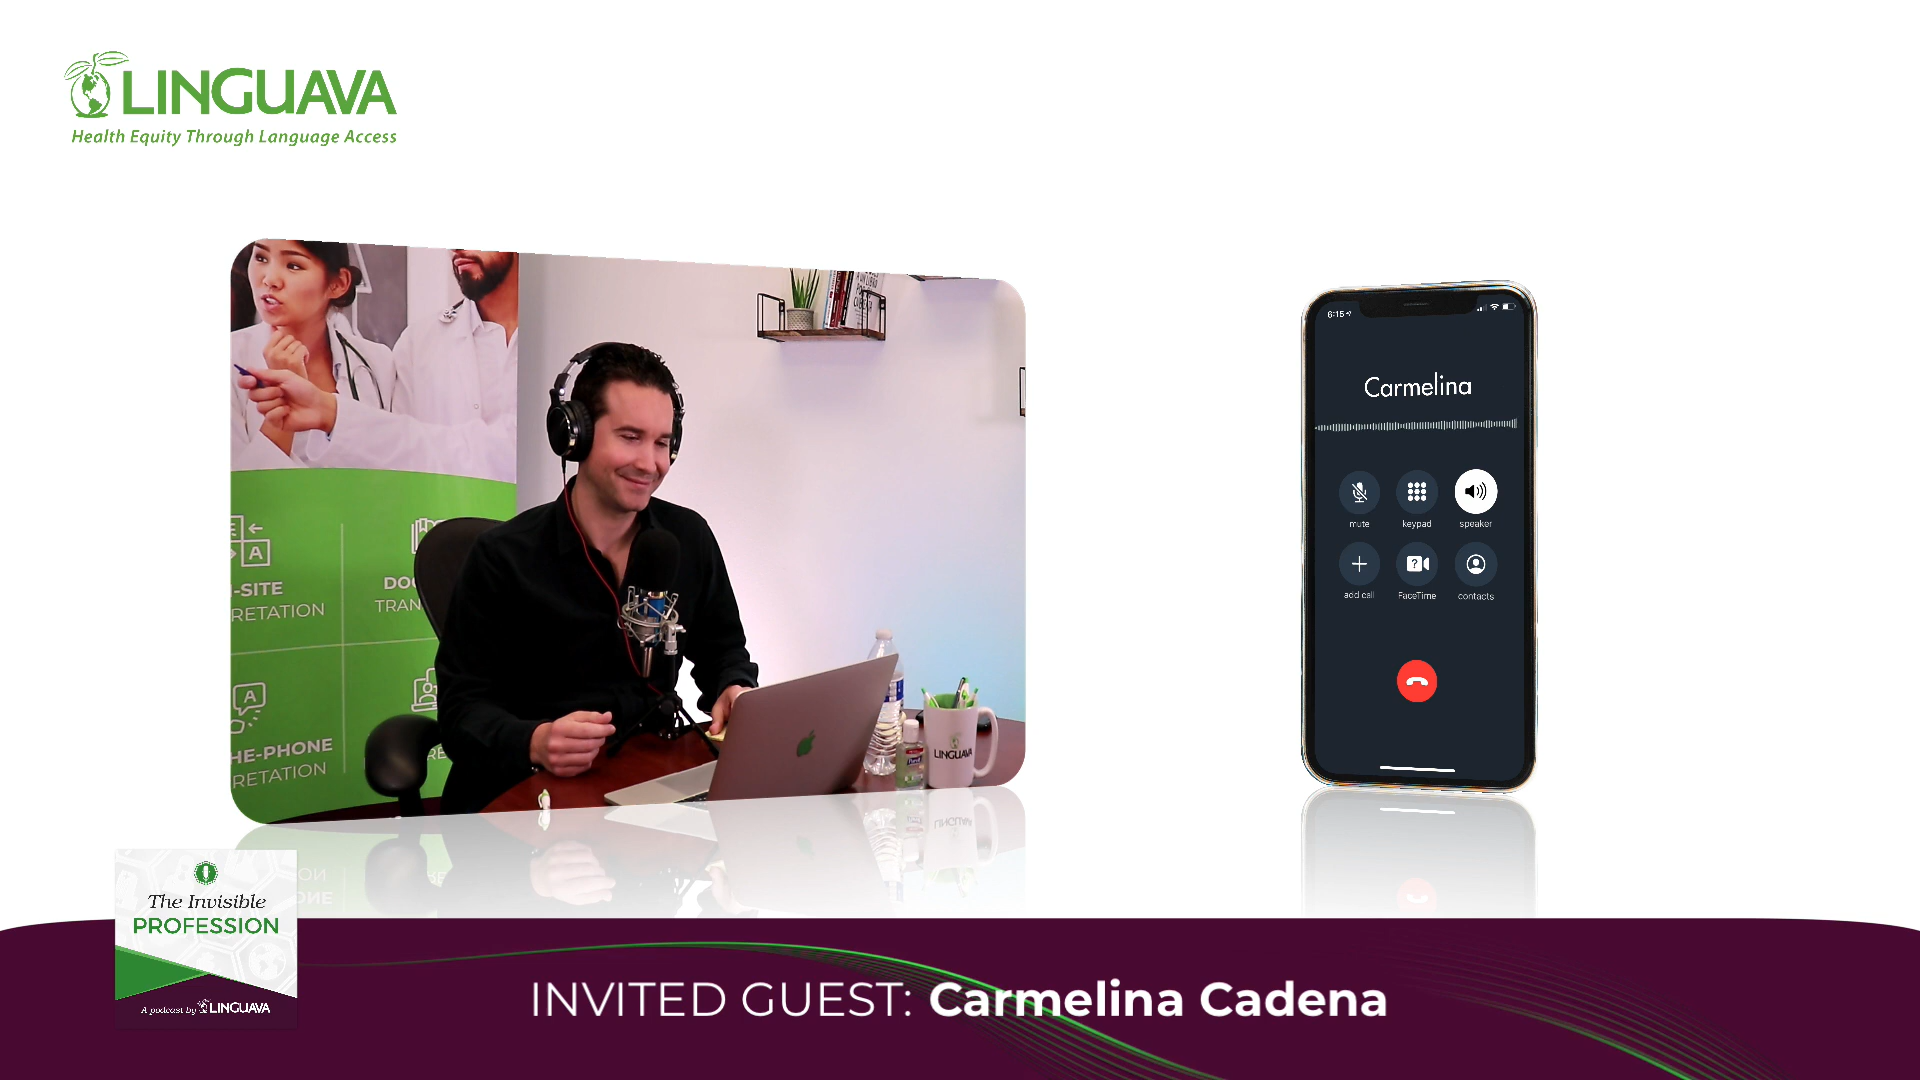 LINGUAVA
Health Equity Through Language Access
-SITE
RETATION
DO
TRAN
A
A
HE-PHONE
RETATION
RE
LINGUAVA
6:15
Carmelina
mute
keypad
speaker
add call
FaceTime
contacts
The Invisible
PROFESSION
A podcast by LINGUAVA
INVITED GUEST: Carmelina Cadena